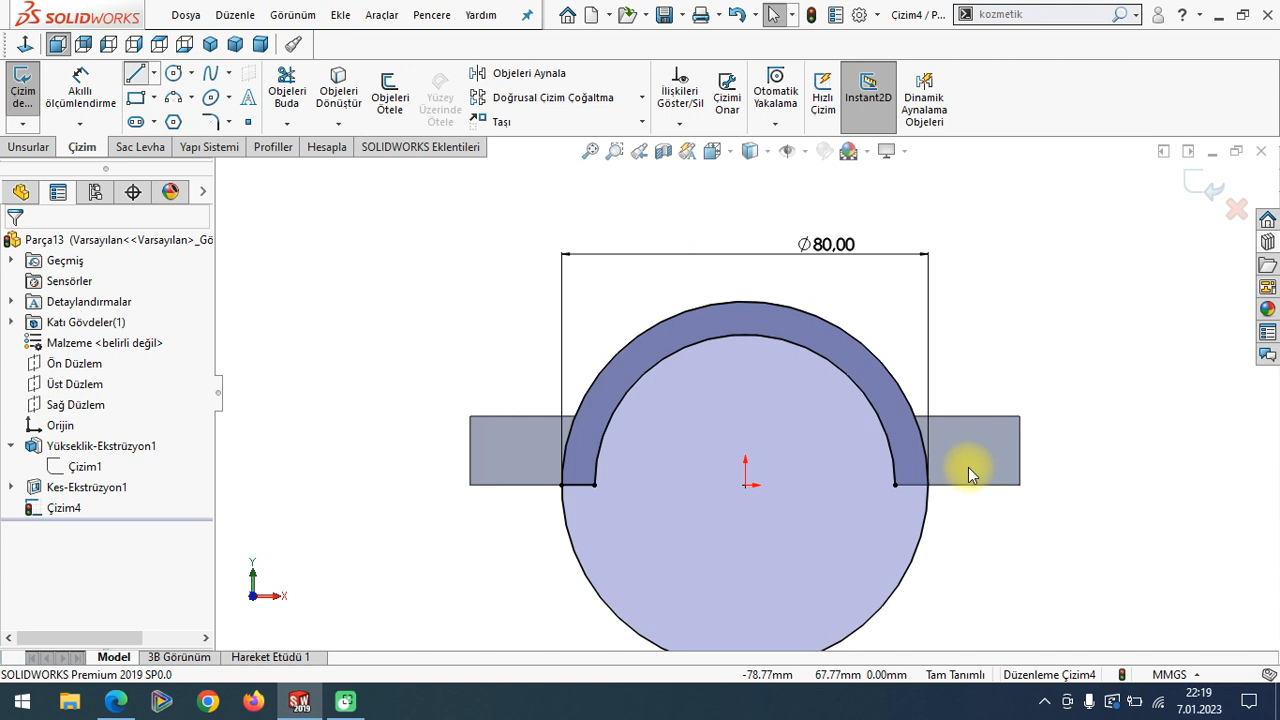 SOLIDWORKS
Dosya Düzenle Görünüm Ekle Araçlar Pencere Yardım
Çizim4 / P...
kozmetik
Çizim de...
Akıllı ölçümlendirme
Objeleri Buda
Objeleri Dönüştür
Objeleri Ötele
Yüzey Üzerinde Ötele
Objeleri Aynala
Doğrusal Çizim Çoğaltma
Taşı
İlişkileri Göster/Sil
Çizimi Onar
Otomatik Yakalama
Hızlı Çizim
Instant2D
Dinamik Aynalama Objeleri
Unsurlar Çizim Sac Levha Yapı Sistemi Profiller Hesapla SOLIDWORKS Eklentileri
Parça13 (Varsayılan<<Varsayılan>_Gö
Geçmiş
Sensörler
Detaylandırmalar
Katı Gövdeler(1)
Malzeme <belirli değil>
Ön Düzlem
Üst Düzlem
Sağ Düzlem
Orijin
Yükseklik-Ekstrüzyon1
Çizim1
Kes-Ekstrüzyon1
Çizim4
∅80,00
Y
X
Model 3B Görünüm Hareket Etüdü 1
SOLIDWORKS Premium 2019 SP0.0
-78.77mm 67.77mm 0.00mm Tam Tanımlı Düzenleme Çizim4 MMGS
SW 2019
22:19
7.01.2023